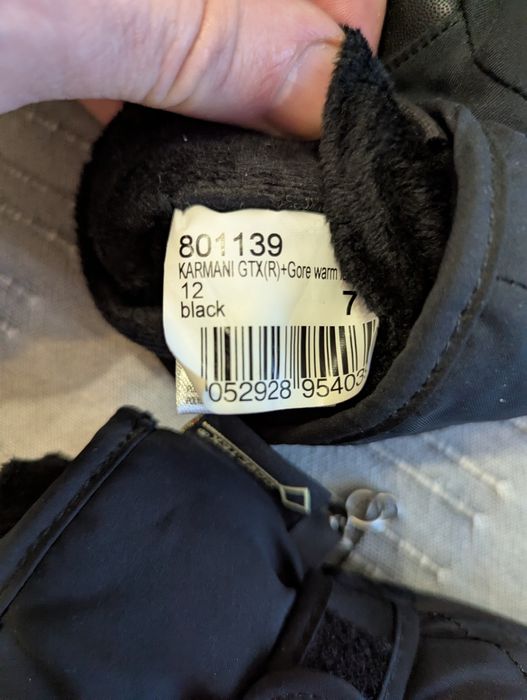 801139
KARMANI GTX(R)+Gore warm
12
black 7
052928 95403